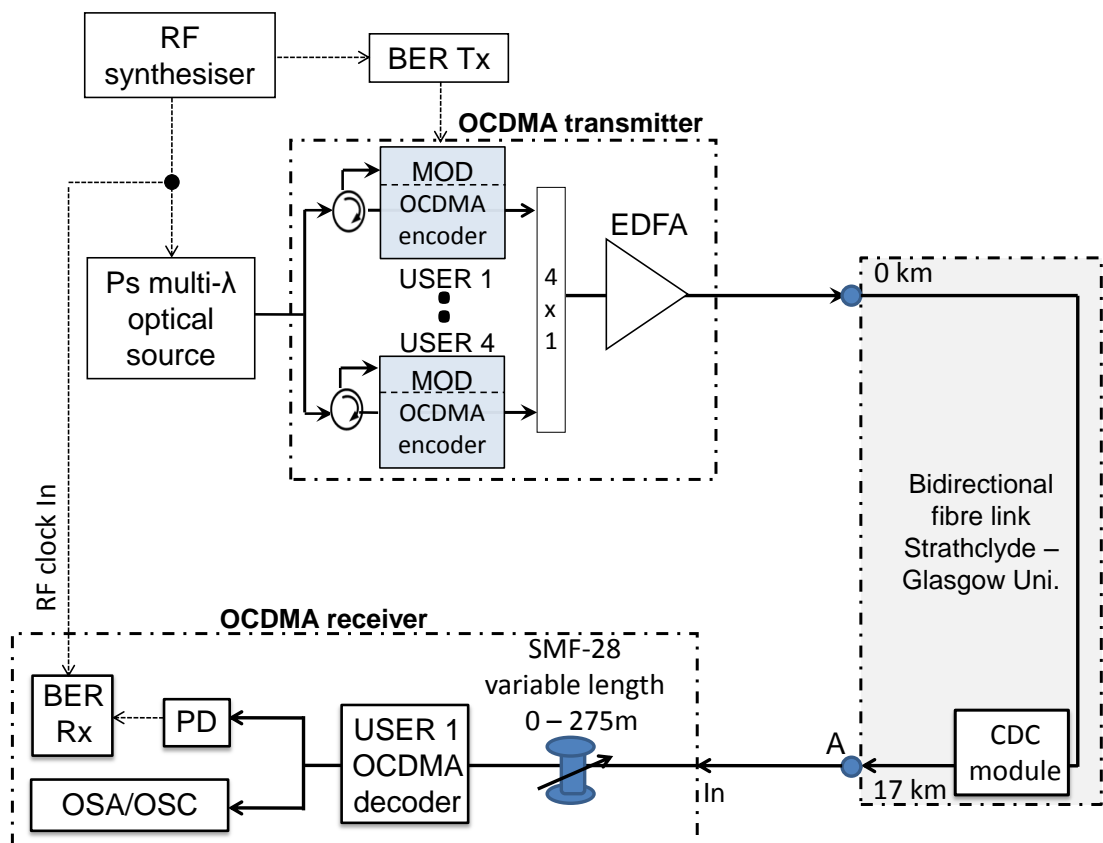 RF
synthesiser
BER Tx
OCDMA transmitter
MOD
OCDMA
encoder
USER 1
USER 4
MOD
OCDMA
encoder
4
x
1
EDFA
Ps multi-λ
optical
source
0 km
Bidirectional
fibre link
Strathclyde –
Glasgow Uni.
CDC
module
A
17 km
In
RF clock In
OCDMA receiver
SMF-28
variable length
0 – 275m
USER 1
OCDMA
decoder
BER
Rx
PD
OSA/OSC